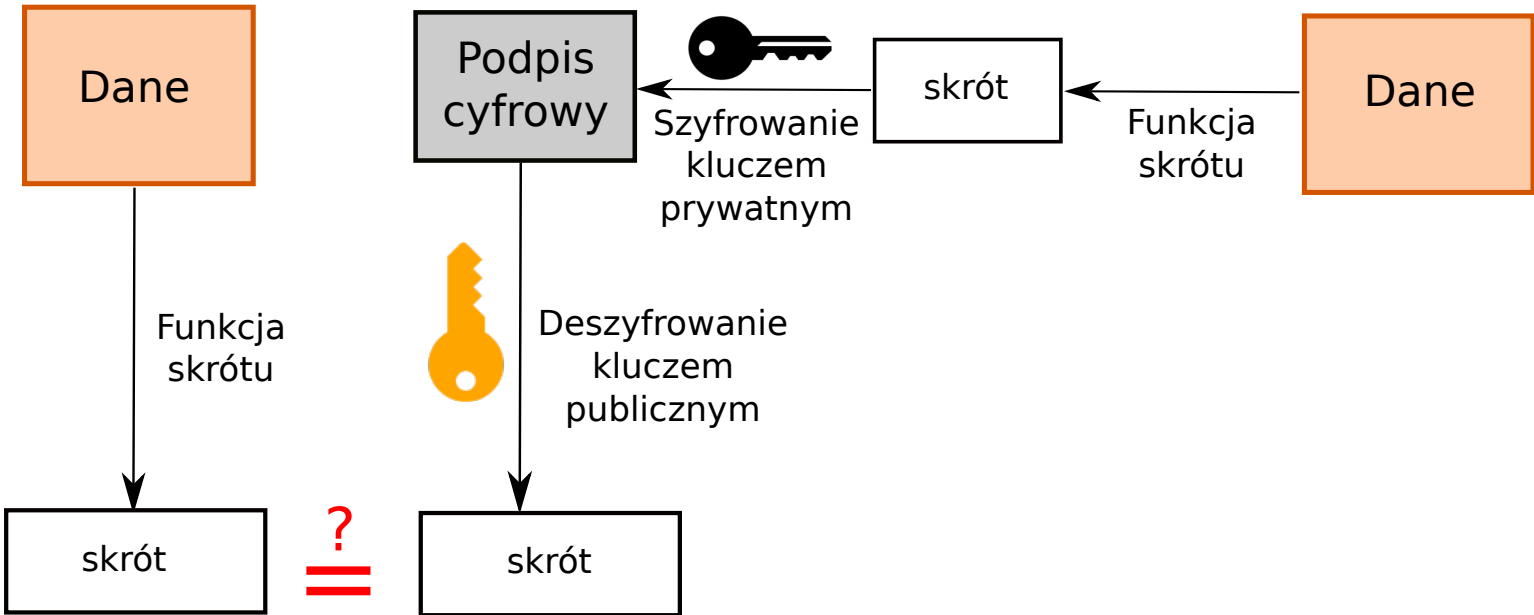 Dane
Podpis
cyfrowy
Szyfrowanie
kluczem
prywatnym
skrót
Funkcja
skrótu
Dane
Funkcja
skrótu
Deszyfrowanie
kluczem
publicznym
skrót
?
skrót